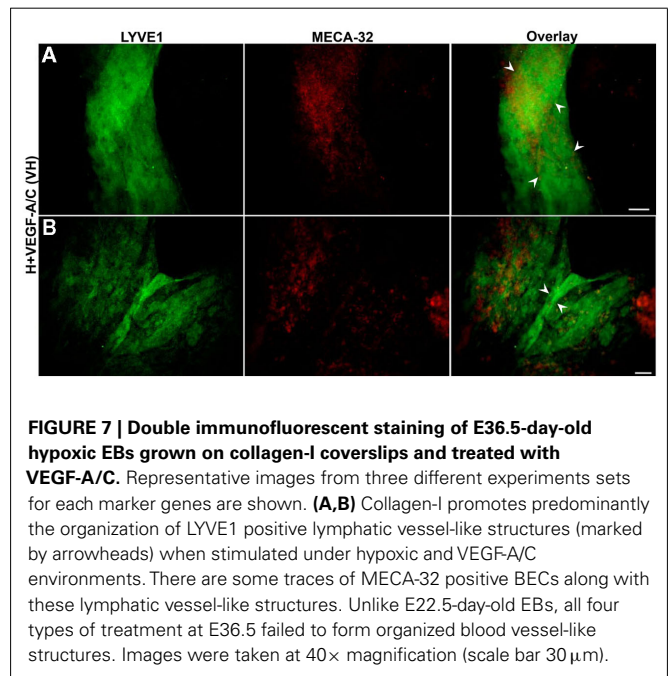 LYVE1 MECA-32 Overlay
A
H+VEGF-A/C (VH)
B
FIGURE 7 | Double immunofluorescent staining of E36.5-day-old
hypoxic EBs grown on collagen-I coverslips and treated with
VEGF-A/C. Representative images from three different experiments sets
for each marker genes are shown. (A,B) Collagen-I promotes predominantly
the organization of LYVE1 positive lymphatic vessel-like structures (marked
by arrowheads) when stimulated under hypoxic and VEGF-A/C
environments. There are some traces of MECA-32 positive BECs along with
these lymphatic vessel-like structures. Unlike E22.5-day-old EBs, all four
types of treatment at E36.5 failed to form organized blood vessel-like
structures. Images were taken at 40× magnification (scale bar 30 μm).